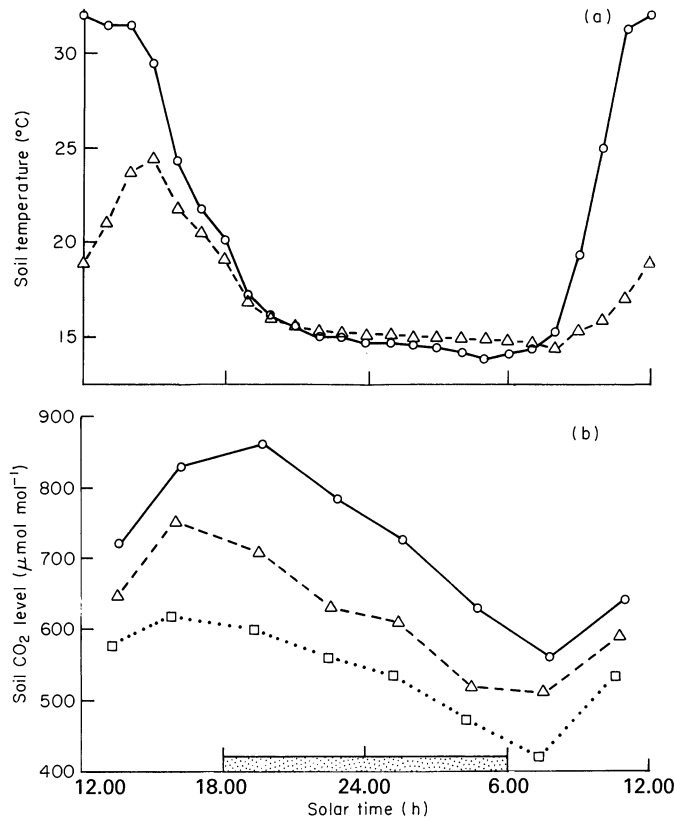 (a)
30
25
20
15
Soil temperature (°C)
(b)
900
800
700
600
500
400
Soil CO₂ level (μmol mol⁻¹)
12.00 18.00 24.00 6.00 12.00
Solar time (h)